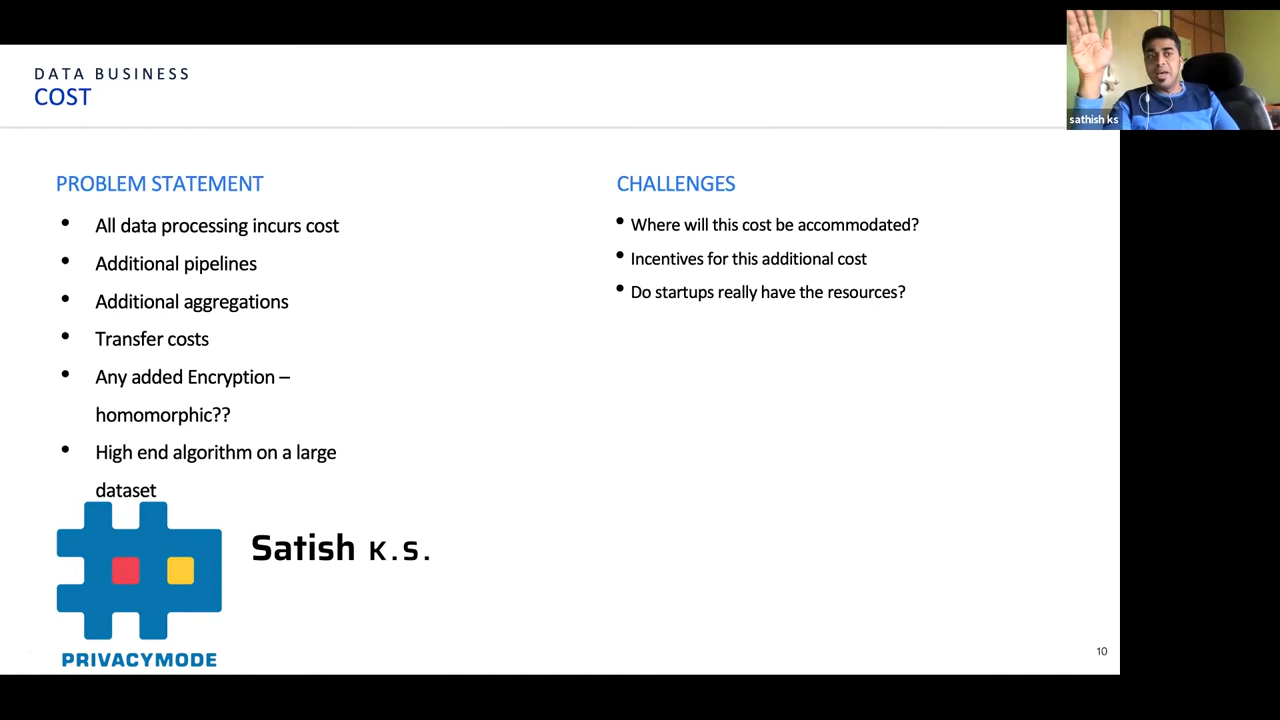 DATA BUSINESS
COST
sathish ks
PROBLEM STATEMENT
• All data processing incurs cost
• Additional pipelines
• Additional aggregations
• Transfer costs
• Any added Encryption –
homomorphic??
• High end algorithm on a large
dataset
CHALLENGES
• Where will this cost be accommodated?
• Incentives for this additional cost
• Do startups really have the resources?
Satish K.S.
PRIVACYMODE
10